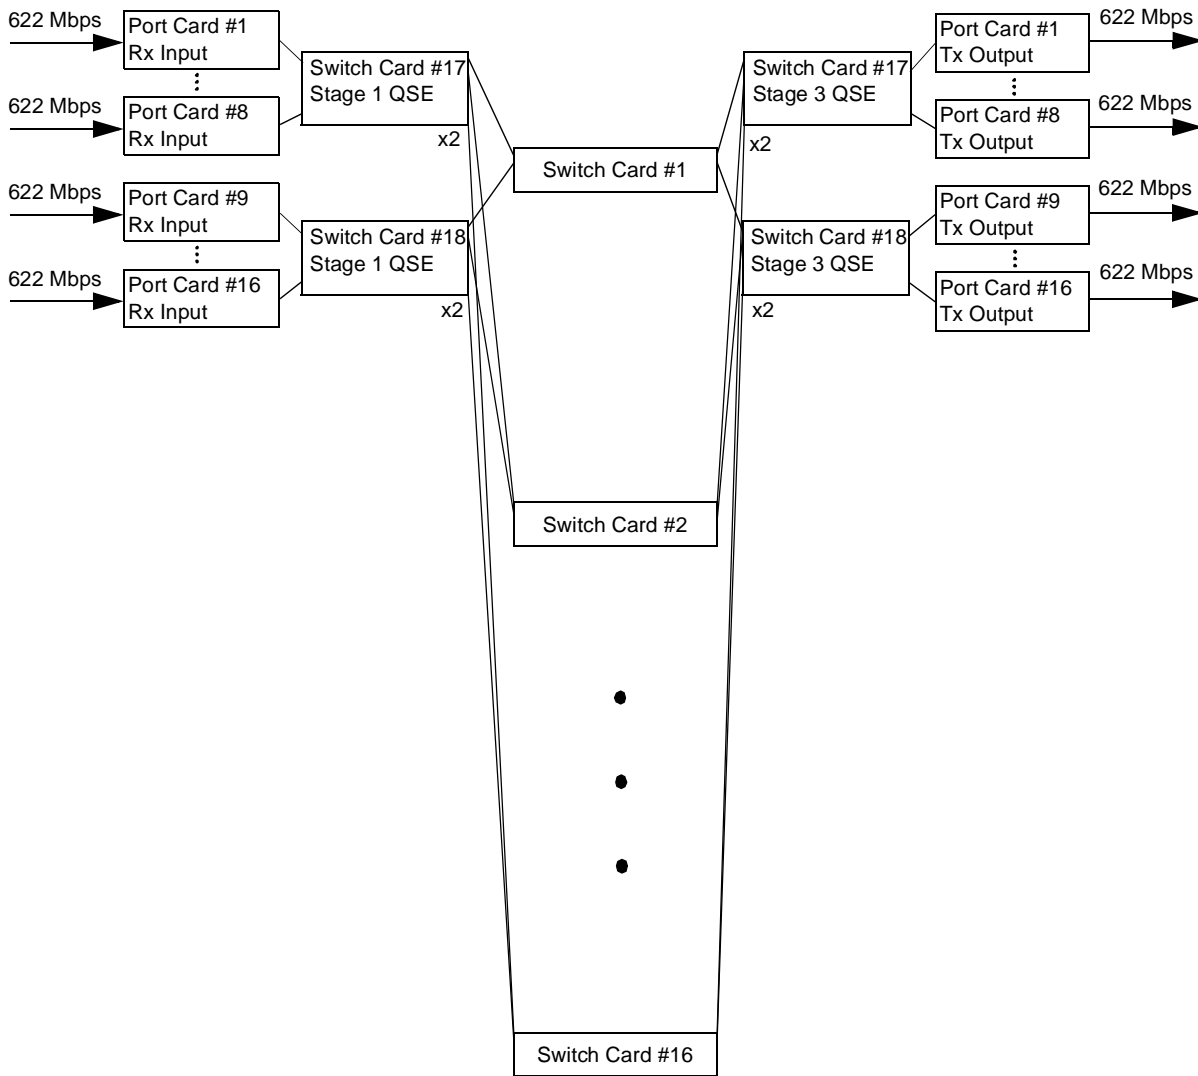 622 Mbps
Port Card #1
Rx Input
622 Mbps
Port Card #8
Rx Input
Switch Card #17
Stage 1 QSE
x2
622 Mbps
Port Card #9
Rx Input
622 Mbps
Port Card #16
Rx Input
Switch Card #18
Stage 1 QSE
x2
Switch Card #1
Switch Card #2
Switch Card #16
Switch Card #17
Stage 3 QSE
x2
Port Card #1
Tx Output
622 Mbps
Port Card #8
Tx Output
622 Mbps
Switch Card #18
Stage 3 QSE
x2
Port Card #9
Tx Output
622 Mbps
Port Card #16
Tx Output
622 Mbps